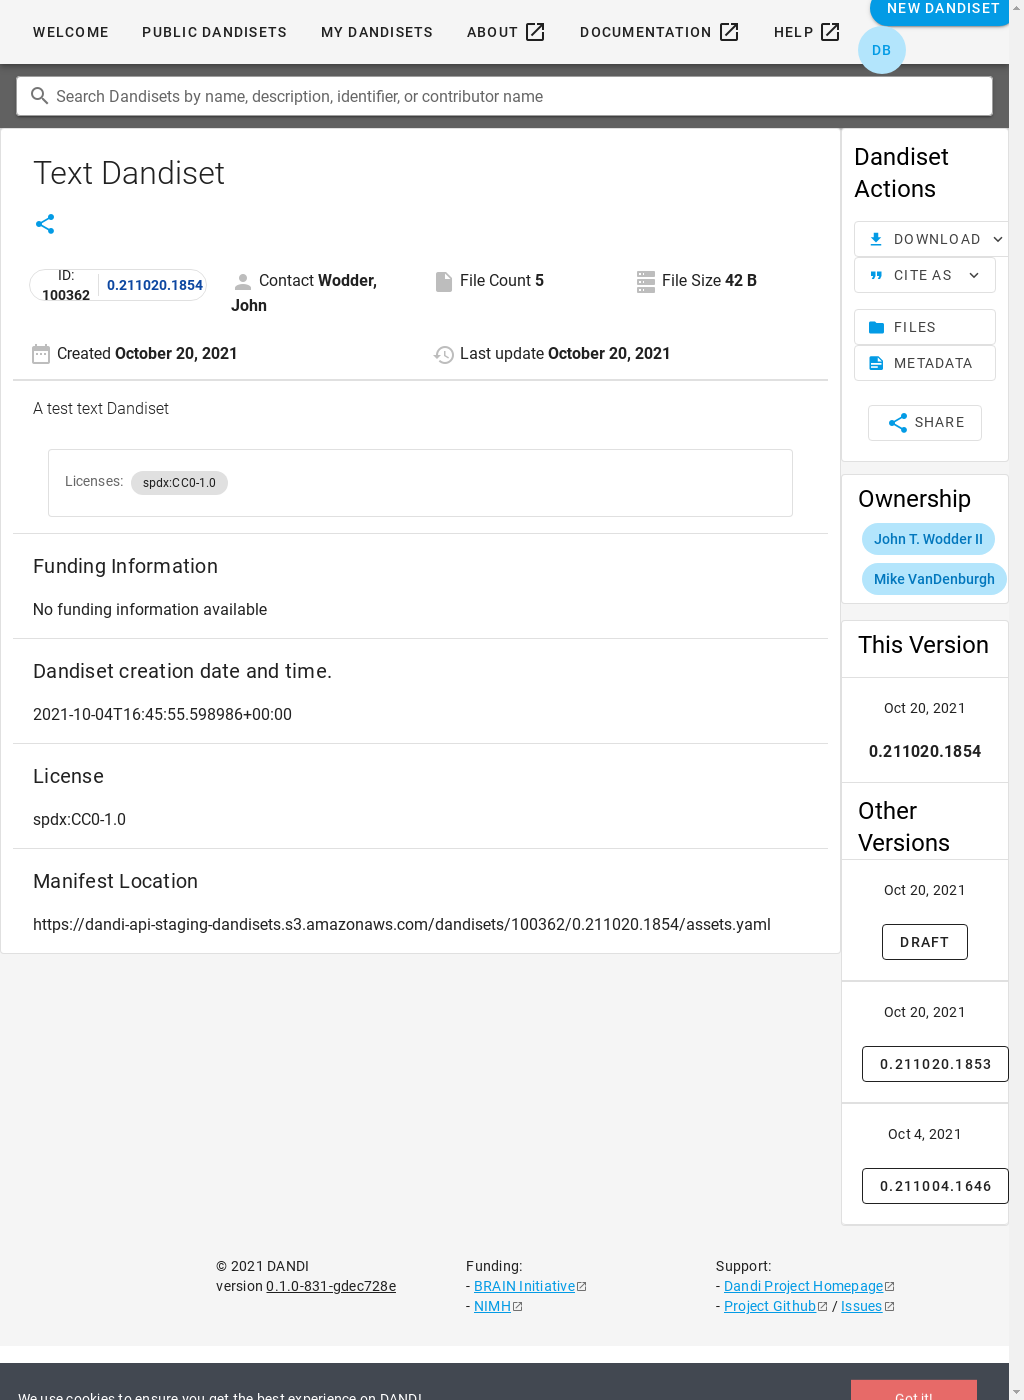 WELCOME PUBLIC DANDISETS MY DANDISETS ABOUT DOCUMENTATION HELP NEW DANDISET
DB
Search Dandisets by name, description, identifier, or contributor name
Text Dandiset
ID: 100362 0.211020.1854
Contact Wodder, John
File Count 5
File Size 42 B
Created October 20, 2021
Last update October 20, 2021
A test text Dandiset
Licenses: spdx:CC0-1.0
Funding Information
No funding information available
Dandiset creation date and time.
2021-10-04T16:45:55.598986+00:00
License
spdx:CC0-1.0
Manifest Location
https://dandi-api-staging-dandisets.s3.amazonaws.com/dandisets/100362/0.211020.1854/assets.yaml
Dandiset
Actions
DOWNLOAD
CITE AS
FILES
METADATA
SHARE
Ownership
John T. Wodder II
Mike VanDenburgh
This Version
Oct 20, 2021
0.211020.1854
Other
Versions
Oct 20, 2021
DRAFT
Oct 20, 2021
0.211020.1853
Oct 4, 2021
0.211004.1646
© 2021 DANDI
version 0.1.0-831-gdec728e
Funding:
- BRAIN Initiative
- NIMH
Support:
- Dandi Project Homepage
- Project Github / Issues
We use cookies to ensure you get the best experience on DANDI.
Got it!